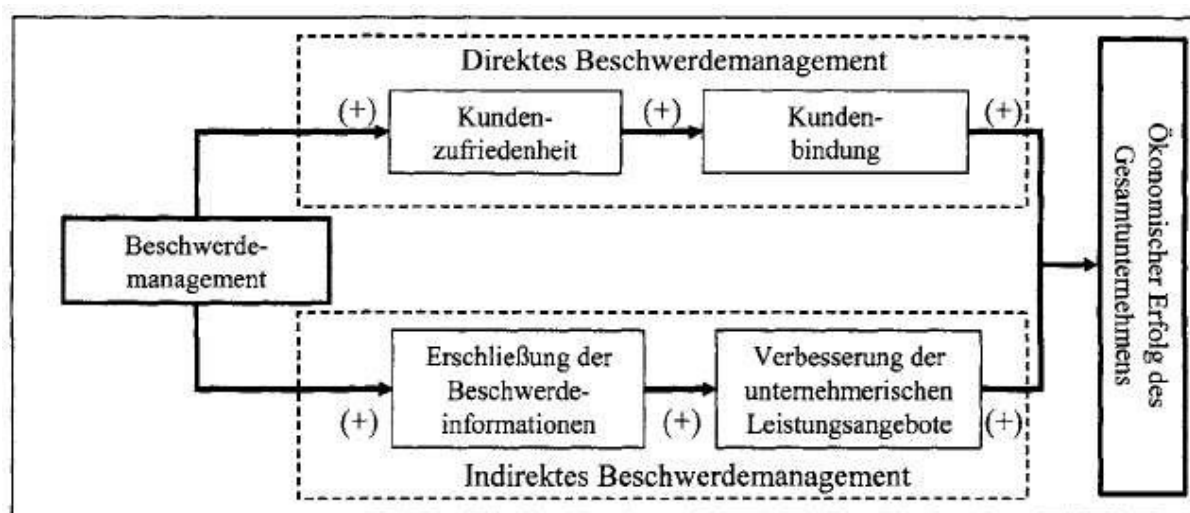 Direktes Beschwerdemanagement
(+)
Kunden-
zufriedenheit
(+)
Kunden-
bindung
(+)
Beschwerde-
management
Erschließung der
Beschwerde-
informationen
(+)
(+)
Verbesserung der
unternehmerischen
Leistungsangebote
(+)
Indirektes Beschwerdemanagement
Ökonomischer Erfolg des
Gesamtunternehmens